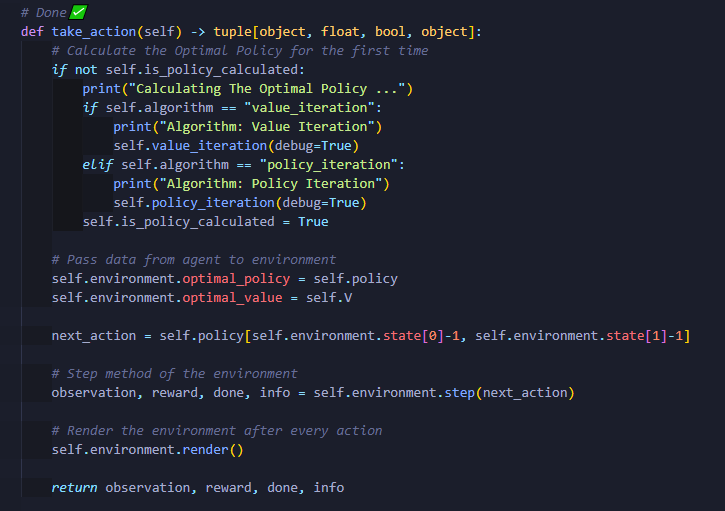 # Done ✅
def take_action(self) -> tuple[object, float, bool, object]:
    # Calculate the Optimal Policy for the first time
    if not self.is_policy_calculated:
        print("Calculating The Optimal Policy ...")
        if self.algorithm == "value_iteration":
            print("Algorithm: Value Iteration")
            self.value_iteration(debug=True)
        elif self.algorithm == "policy_iteration":
            print("Algorithm: Policy Iteration")
            self.policy_iteration(debug=True)
        self.is_policy_calculated = True

    # Pass data from agent to environment
    self.environment.optimal_policy = self.policy
    self.environment.optimal_value = self.V

    next_action = self.policy[self.environment.state[0]-1, self.environment.state[1]-1]

    # Step method of the environment
    observation, reward, done, info = self.environment.step(next_action)

    # Render the environment after every action
    self.environment.render()

    return observation, reward, done, info